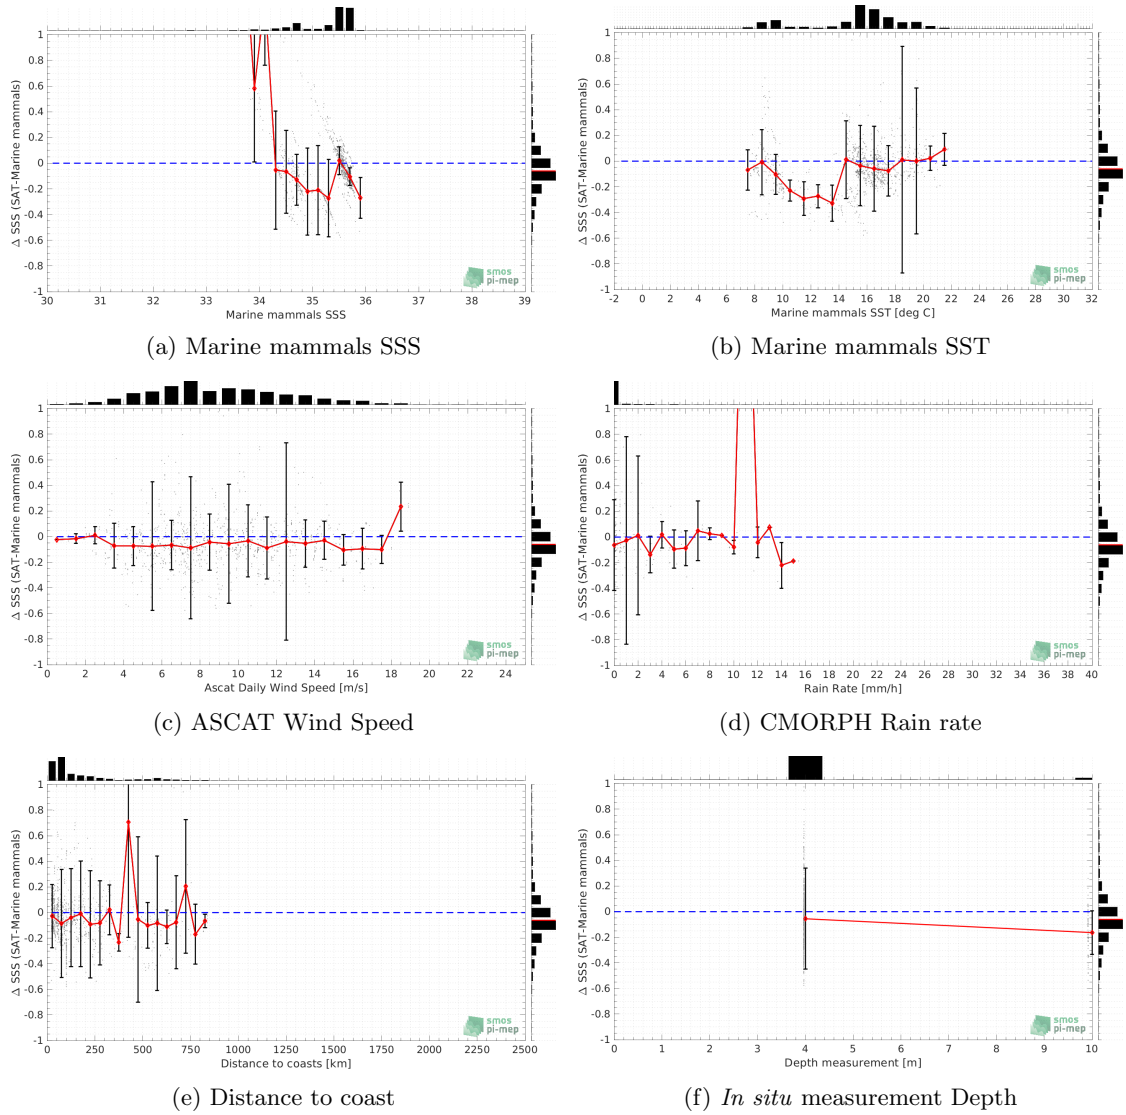 Δ SSS (SAT-Marine mammals)
1
0.8
0.6
0.4
0.2
0
-0.2
-0.4
-0.6
-0.8
-1
30 31 32 33 34 35 36 37 38 39
Marine mammals SSS
smos
pi-mep
(a) Marine mammals SSS
Δ SSS (SAT-Marine mammals)
1
0.8
0.6
0.4
0.2
0
-0.2
-0.4
-0.6
-0.8
-1
-2 0 2 4 6 8 10 12 14 16 18 20 22 24 26 28 30 32
Marine mammals SST [deg C]
smos
pi-mep
(b) Marine mammals SST
Δ SSS (SAT-Marine mammals)
1
0.8
0.6
0.4
0.2
0
-0.2
-0.4
-0.6
-0.8
-1
0 2 4 6 8 10 12 14 16 18 20 22 24
Ascat Daily Wind Speed [m/s]
smos
pi-mep
(c) ASCAT Wind Speed
Δ SSS (SAT-Marine mammals)
1
0.8
0.6
0.4
0.2
0
-0.2
-0.4
-0.6
-0.8
-1
0 2 4 6 8 10 12 14 16 18 20 22 24 26 28 30 32 34 36 38 40
Rain Rate [mm/h]
smos
pi-mep
(d) CMORPH Rain rate
Δ SSS (SAT-Marine mammals)
1
0.8
0.6
0.4
0.2
0
-0.2
-0.4
-0.6
-0.8
-1
0 250 500 750 1000 1250 1500 1750 2000 2250 2500
Distance to coasts [km]
smos
pi-mep
(e) Distance to coast
Δ SSS (SAT-Marine mammals)
1
0.8
0.6
0.4
0.2
0
-0.2
-0.4
-0.6
-0.8
-1
0 1 2 3 4 5 6 7 8 9 10
Depth measurement [m]
smos
pi-mep
(f) In situ measurement Depth